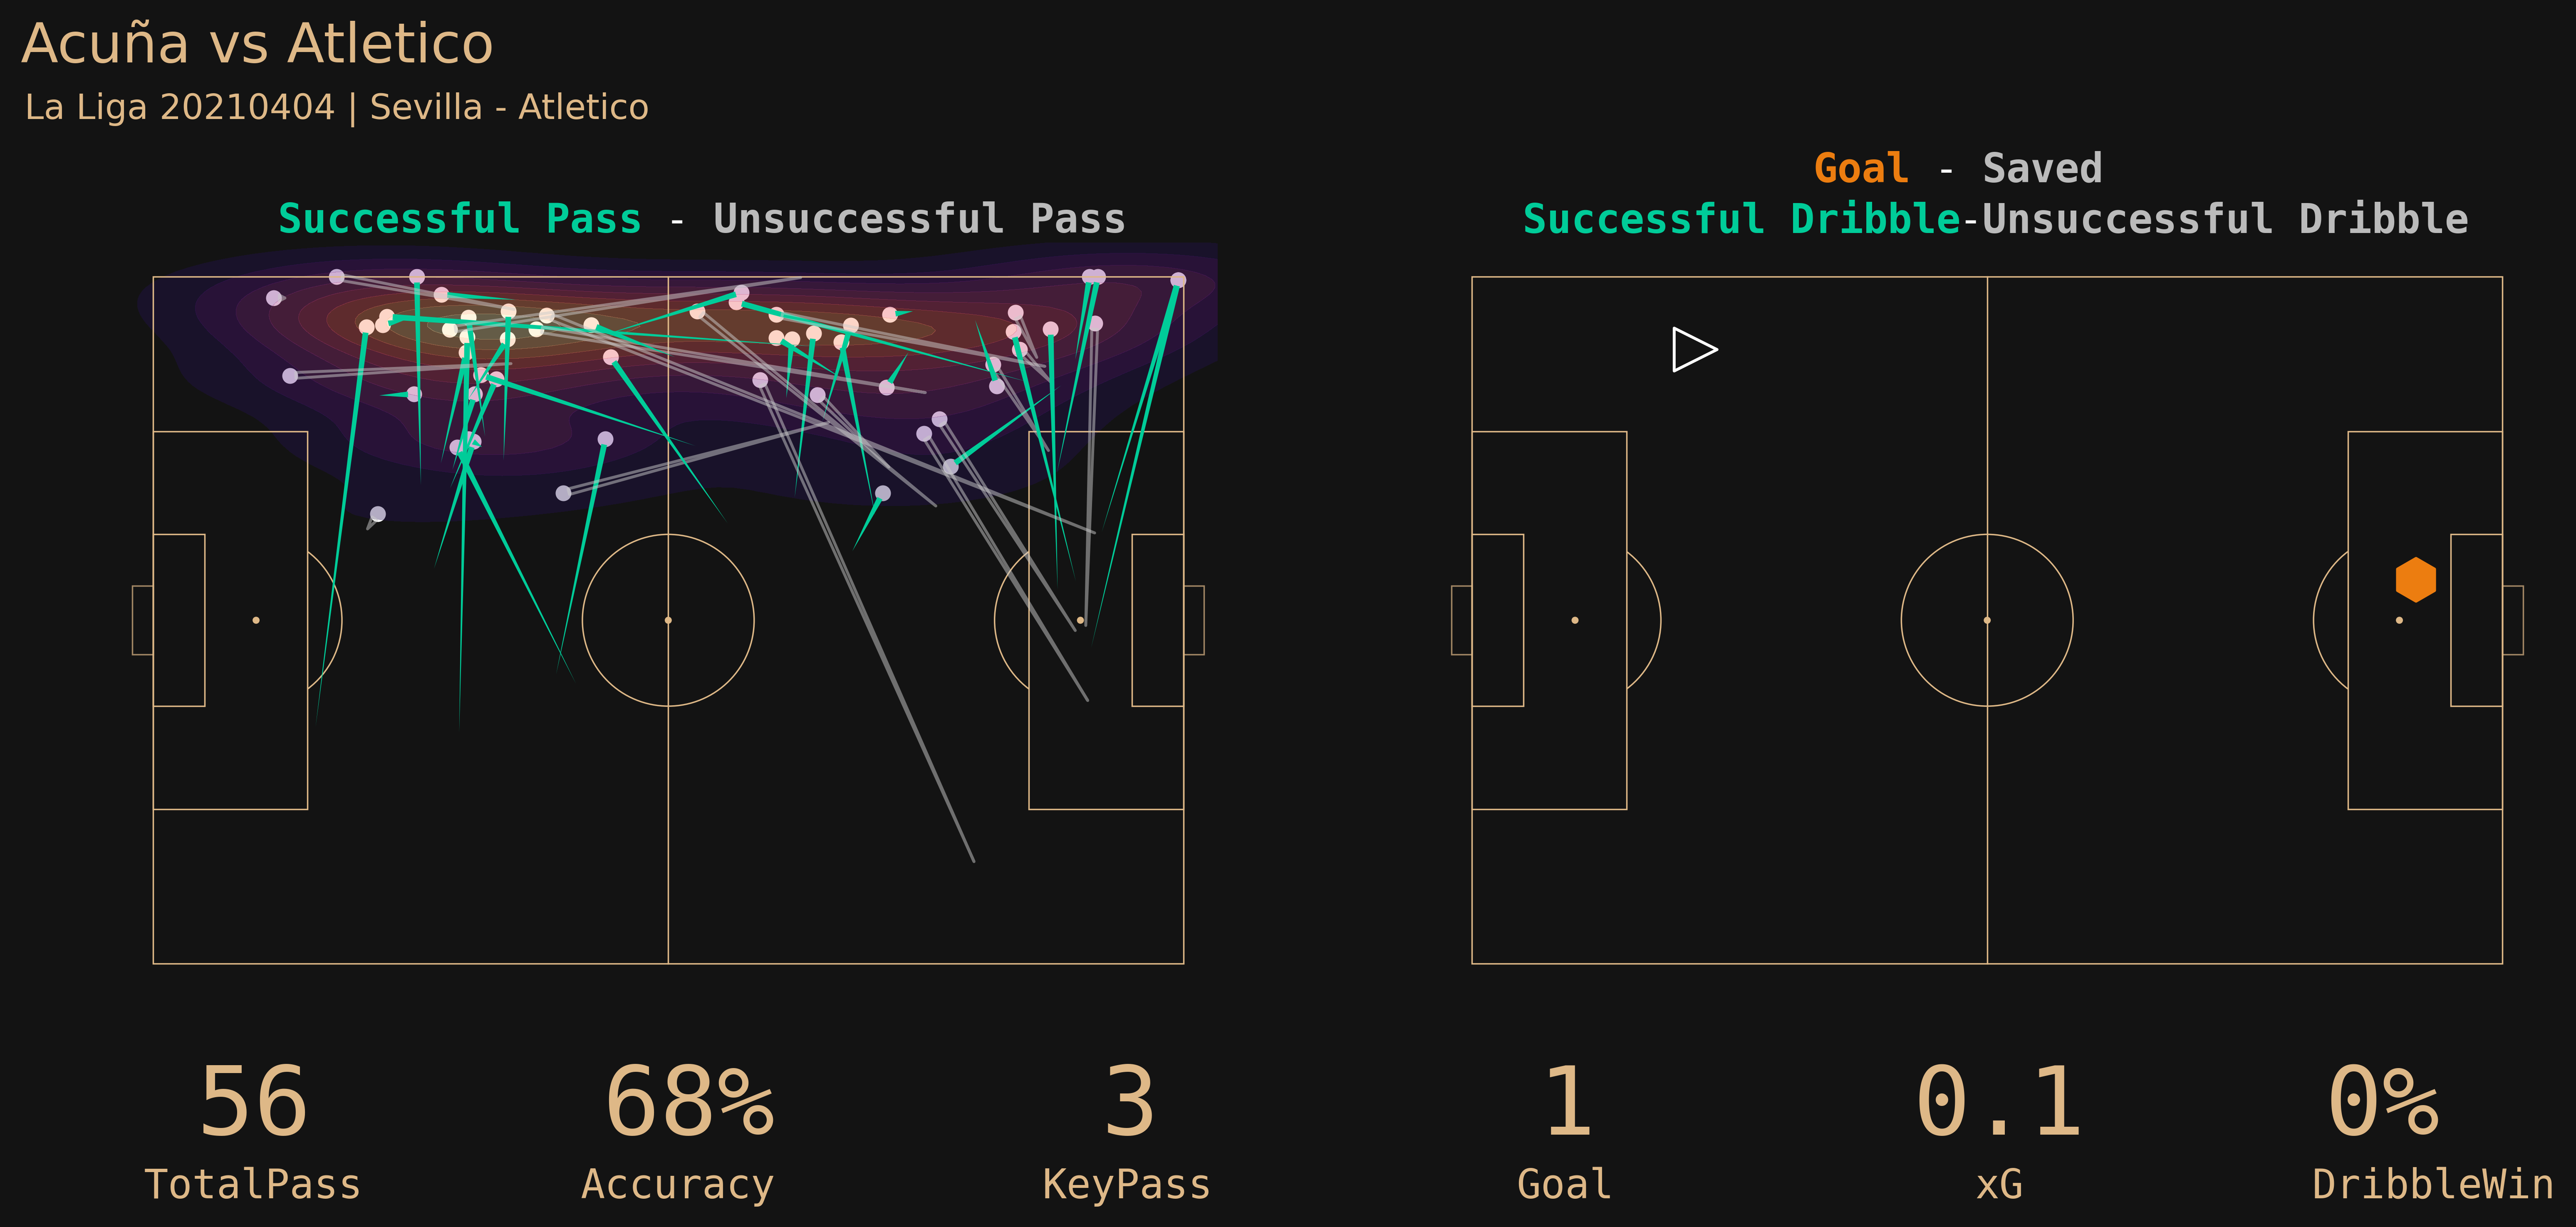 Acuña vs Atletico
La Liga 20210404 | Sevilla - Atletico
Successful Pass - Unsuccessful Pass
Goal - Saved
Successful Dribble-Unsuccessful Dribble
56
TotalPass
68%
Accuracy
3
KeyPass
1
Goal
0.1
xG
0%
DribbleWin